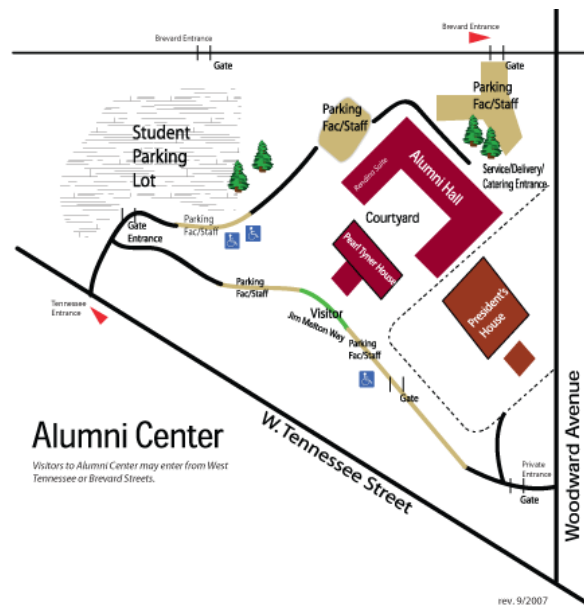 Brevard Entrance
Brevard Entrance
Gate
Gate
Parking
Fac/Staff
Parking
Fac/Staff
Student
Parking
Lot
Alumni Hall
Rendina Suite
Service/Delivery/
Catering Entrance
Courtyard
Parking
Fac/Staff
Gate
Entrance
Pearl Tyner House
Parking
Fac/Staff
Tennessee
Entrance
Visitor
Jim Melton Way
President's
House
Parking
Fac/Staff
Gate
Alumni Center
Visitors to Alumni Center may enter from West
Tennessee or Brevard Streets.
W. Tennessee Street
Woodward Avenue
Private
Entrance
Gate
rev. 9/2007